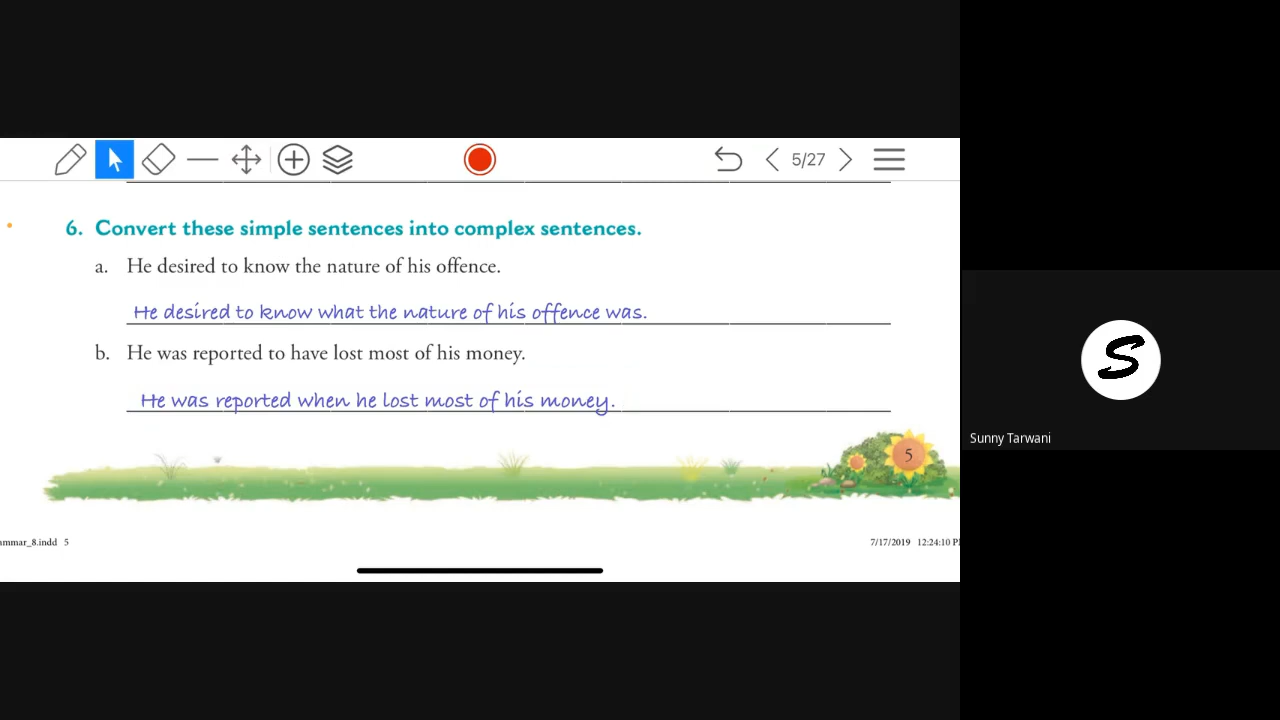 5/27
6. Convert these simple sentences into complex sentences.
a. He desired to know the nature of his offence.
He desired to know what the nature of his offence was.
b. He was reported to have lost most of his money.
He was reported when he lost most of his money.
5
mmar_8.indd 5 7/17/2019 12:24:10 P
S
Sunny Tarwani